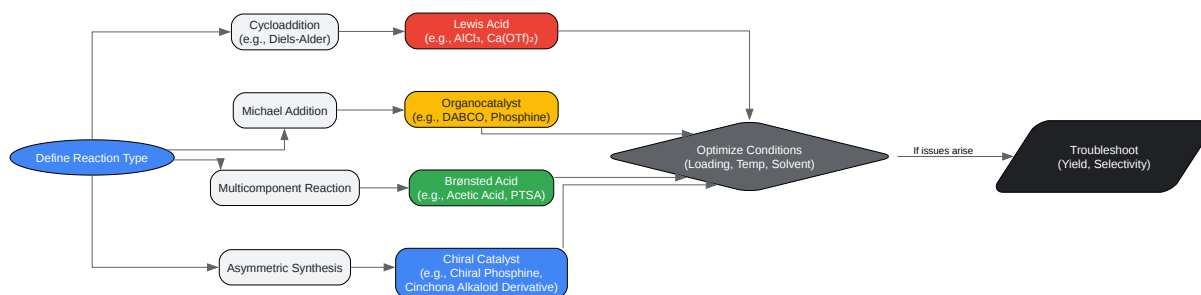 Cycloaddition
(e.g., Diels-Alder)
Lewis Acid
(e.g., AlCl₃, Ca(OTf)₂)
Michael Addition
Organocatalyst
(e.g., DABCO, Phosphine)
Define Reaction Type
Optimize Conditions
(Loading, Temp, Solvent)
If issues arise
Troubleshoot
(Yield, Selectivity)
Multicomponent Reaction
Brønsted Acid
(e.g., Acetic Acid, PTSA)
Asymmetric Synthesis
Chiral Catalyst
(e.g., Chiral Phosphine,
Cinchona Alkaloid Derivative)